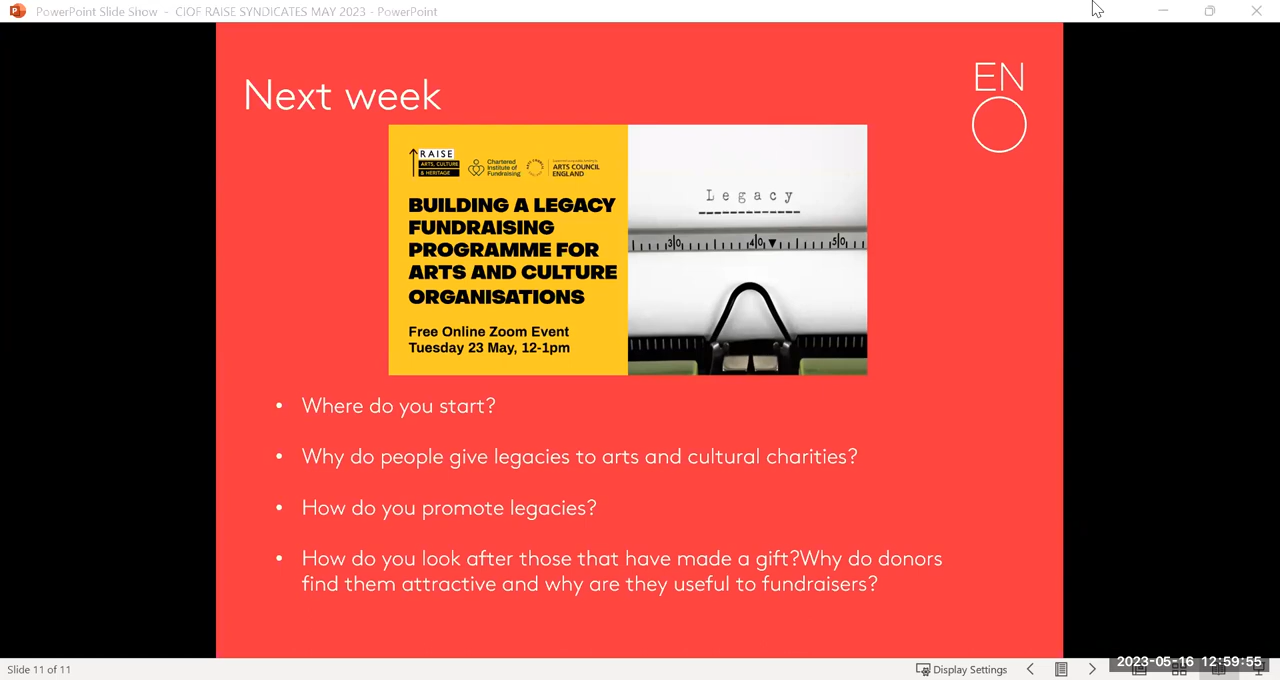 PowerPoint Slide Show - CIOF RAISE SYNDICATES MAY 2023 - PowerPoint
EN
O
Next week
RAISE
ARTS, CULTURE
& HERITAGE
Chartered
Institute of
Fundraising
ARTS COUNCIL
ENGLAND
BUILDING A LEGACY
FUNDRAISING
PROGRAMME FOR
ARTS AND CULTURE
ORGANISATIONS
Free Online Zoom Event
Tuesday 23 May, 12-1pm
Legacy
30 40 50
• Where do you start?
• Why do people give legacies to arts and cultural charities?
• How do you promote legacies?
• How do you look after those that have made a gift?Why do donors
find them attractive and why are they useful to fundraisers?
Slide 11 of 11
Display Settings
2023-05-16 12:59:55